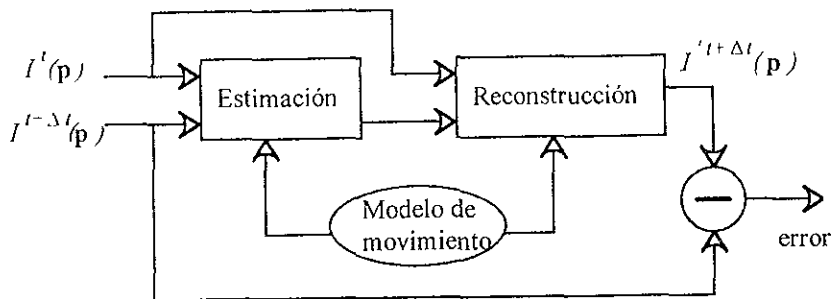 I^t(p)
I^{t-Δt}(p)
Estimación
Reconstrucción
I'^{t+Δt}(p)
Modelo de
movimiento
error